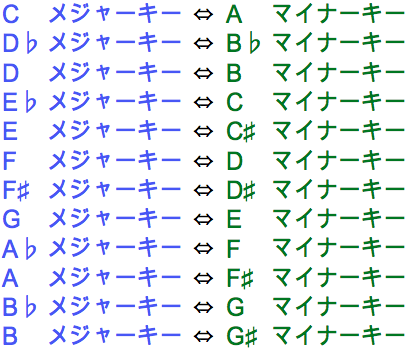 C メジャーキー ⇔ A マイナーキー
D♭ メジャーキー ⇔ B♭ マイナーキー
D メジャーキー ⇔ B マイナーキー
E♭ メジャーキー ⇔ C マイナーキー
E メジャーキー ⇔ C♯ マイナーキー
F メジャーキー ⇔ D マイナーキー
F♯ メジャーキー ⇔ D♯ マイナーキー
G メジャーキー ⇔ E マイナーキー
A♭ メジャーキー ⇔ F マイナーキー
A メジャーキー ⇔ F♯ マイナーキー
B♭ メジャーキー ⇔ G マイナーキー
B メジャーキー ⇔ G♯ マイナーキー